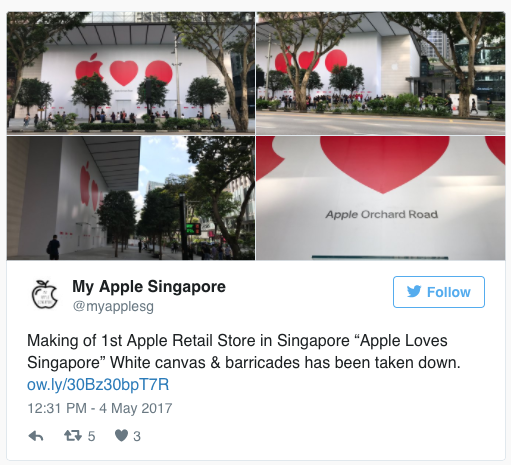 Apple Orchard Road
My Apple Singapore
Follow
@myapplesg
Making of 1st Apple Retail Store in Singapore “Apple Loves
Singapore” White canvas & barricades has been taken down.
ow.ly/30Bz30bpT7R
12:31 PM - 4 May 2017
5
3